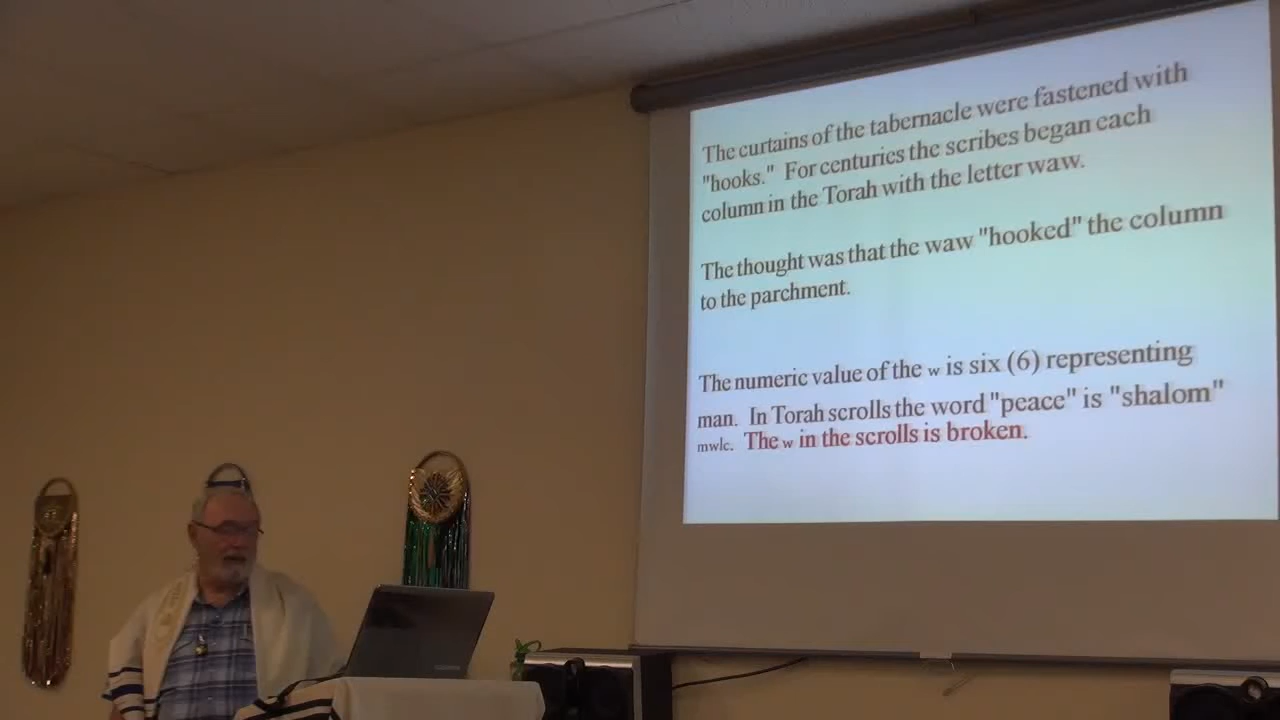 The curtains of the tabernacle were fastened with
"hooks." For centuries the scribes began each
column in the Torah with the letter waw.
The thought was that the waw "hooked" the column
to the parchment.
The numeric value of the w is six (6) representing
man. In Torah scrolls the word "peace" is "shalom"
mwlc. The w in the scrolls is broken.